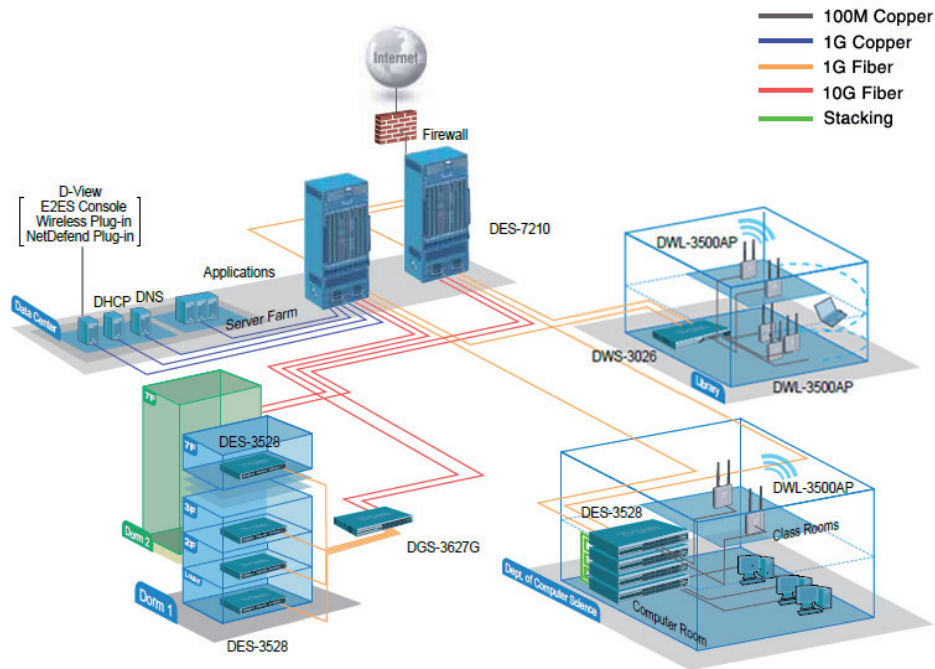 100M Copper
1G Copper
1G Fiber
10G Fiber
Stacking
Internet
Firewall
D-View
E2ES Console
Wireless Plug-in
NetDefend Plug-in
DES-7210
DWL-3500AP
Applications
DHCP
DNS
Server Farm
Data Center
DWS-3026
DWL-3500AP
Library
7F
7F
DES-3528
3F
2F
Dorm 2
DGS-3627G
Dorm 1
DES-3528
DWL-3500AP
DES-3528
Class Rooms
Dept. of Computer Science
Computer Room